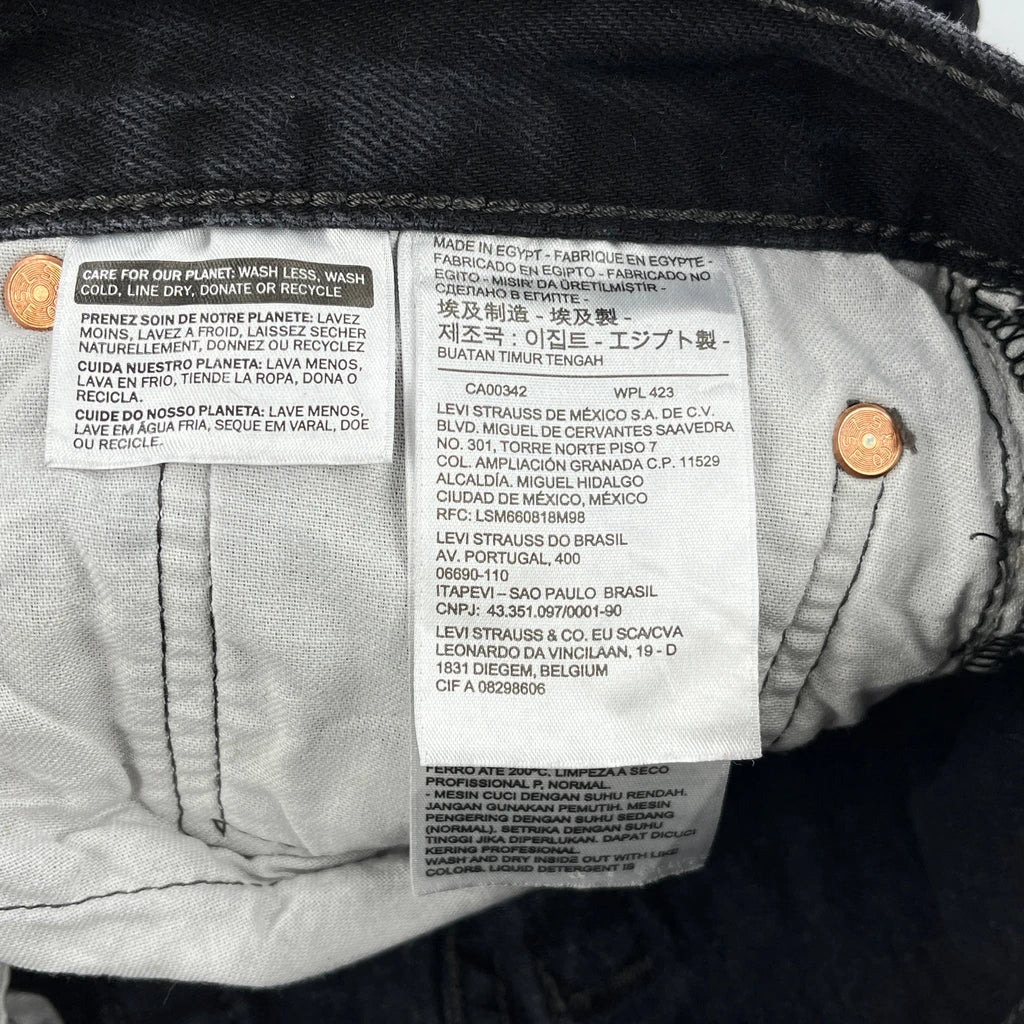 CARE FOR OUR PLANET: WASH LESS, WASH
COLD, LINE DRY, DONATE OR RECYCLE
PRENEZ SOIN DE NOTRE PLANETE: LAVEZ
MOINS, LAVEZ A FROID, LAISSEZ SECHER
NATURELLEMENT, DONNEZ OU RECYCLEZ
CUIDA NUESTRO PLANETA: LAVA MENOS,
LAVA EN FRIO, TIENDE LA ROPA, DONA O
RECICLA.
CUIDE DO NOSSO PLANETA: LAVE MENOS,
LAVE EM ÁGUA FRIA, SEQUE EM VARAL, DOE
OU RECICLE.
MADE IN EGYPT - FABRIQUE EN EGYPTE -
FABRICADO EN EGIPTO - FABRICADO NO
EGITO - MISIR' DA ÜRETILMIŞTIR -
СДЕЛАНО В ЕГИПТЕ -
埃及制造 - 埃及製 -
제조국 : 이집트 - エジプト製 -
BUATAN TIMUR TENGAH
CA00342 WPL 423
LEVI STRAUSS DE MÉXICO S.A. DE C.V.
BLVD. MIGUEL DE CERVANTES SAAVEDRA
NO. 301, TORRE NORTE PISO 7
COL. AMPLIACIÓN GRANADA C.P. 11529
ALCALDÍA. MIGUEL HIDALGO
CIUDAD DE MÉXICO, MÉXICO
RFC: LSM660818M98
LEVI STRAUSS DO BRASIL
AV. PORTUGAL, 400
06690-110
ITAPEVI – SAO PAULO BRASIL
CNPJ: 43.351.097/0001-90
LEVI STRAUSS & CO. EU SCA/CVA
LEONARDO DA VINCILAAN, 19 - D
1831 DIEGEM, BELGIUM
CIF A 08298606
FERRO ATE 200°C. LIMPEZA A SECO
PROFISSIONAL P, NORMAL.
- MESIN CUCI DENGAN SUHU RENDAH.
JANGAN GUNAKAN PEMUTIH. MESIN
PENGERING DENGAN SUHU SEDANG
(NORMAL). SETRIKA DENGAN SUHU
TINGGI JIKA DIPERLUKAN. DAPAT DICUCI
KERING PROFESIONAL.
WASH AND DRY INSIDE OUT WITH LIKE
COLORS. LIQUID DETERGENT IS